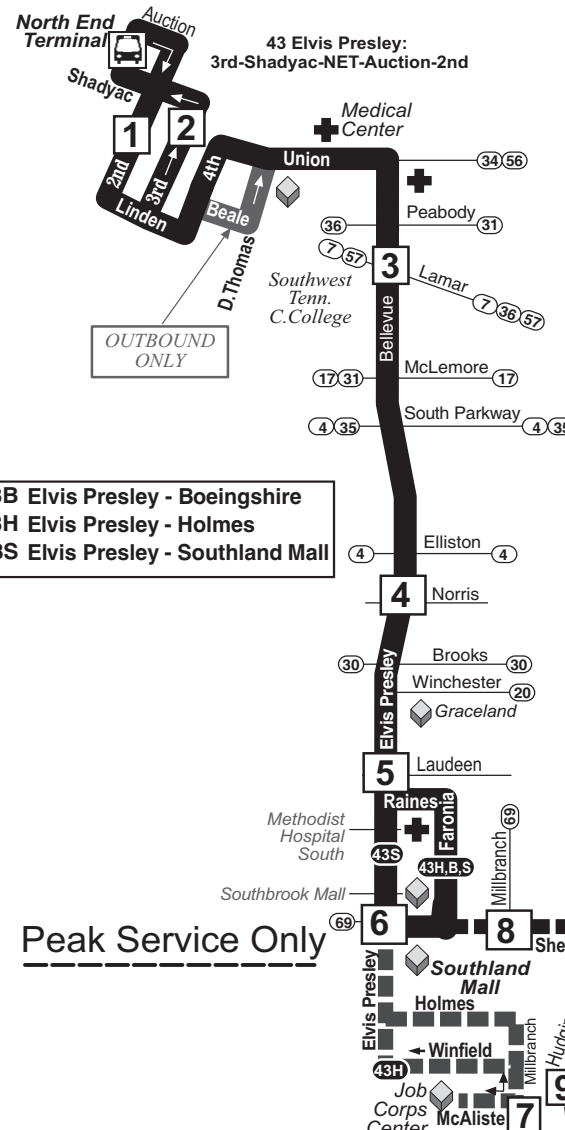 North End
Terminal
Auction
43 Elvis Presley:
3rd-Shadyac-NET-Auction-2nd
Shadyac
1
2
2nd
3rd
4th
Linden
Medical
Center
Union
34 56
Beale
D.Thomas
Peabody
36
31
7 57
3
Lamar
7 36 57
Southwest
Tenn.
C.College
OUTBOUND
ONLY
Bellevue
17 31
McLemore
17
South Parkway
4 35
4 35
B Elvis Presley - Boeingshire
H Elvis Presley - Holmes
S Elvis Presley - Southland Mall
Elliston
4
4
4
Norris
Brooks
30
30
Winchester
20
Elvis Presley
Graceland
5
Laudeen
Raines
Faronia
Methodist
Hospital
South
43S
43H,B,S
69
Millbranch
Southbrook Mall
69
6
8
She
Peak Service Only
Southland
Mall
Elvis Presley
Holmes
Winfield
Millbranch
43H
Job
Corps
Center
McAliste
7
9